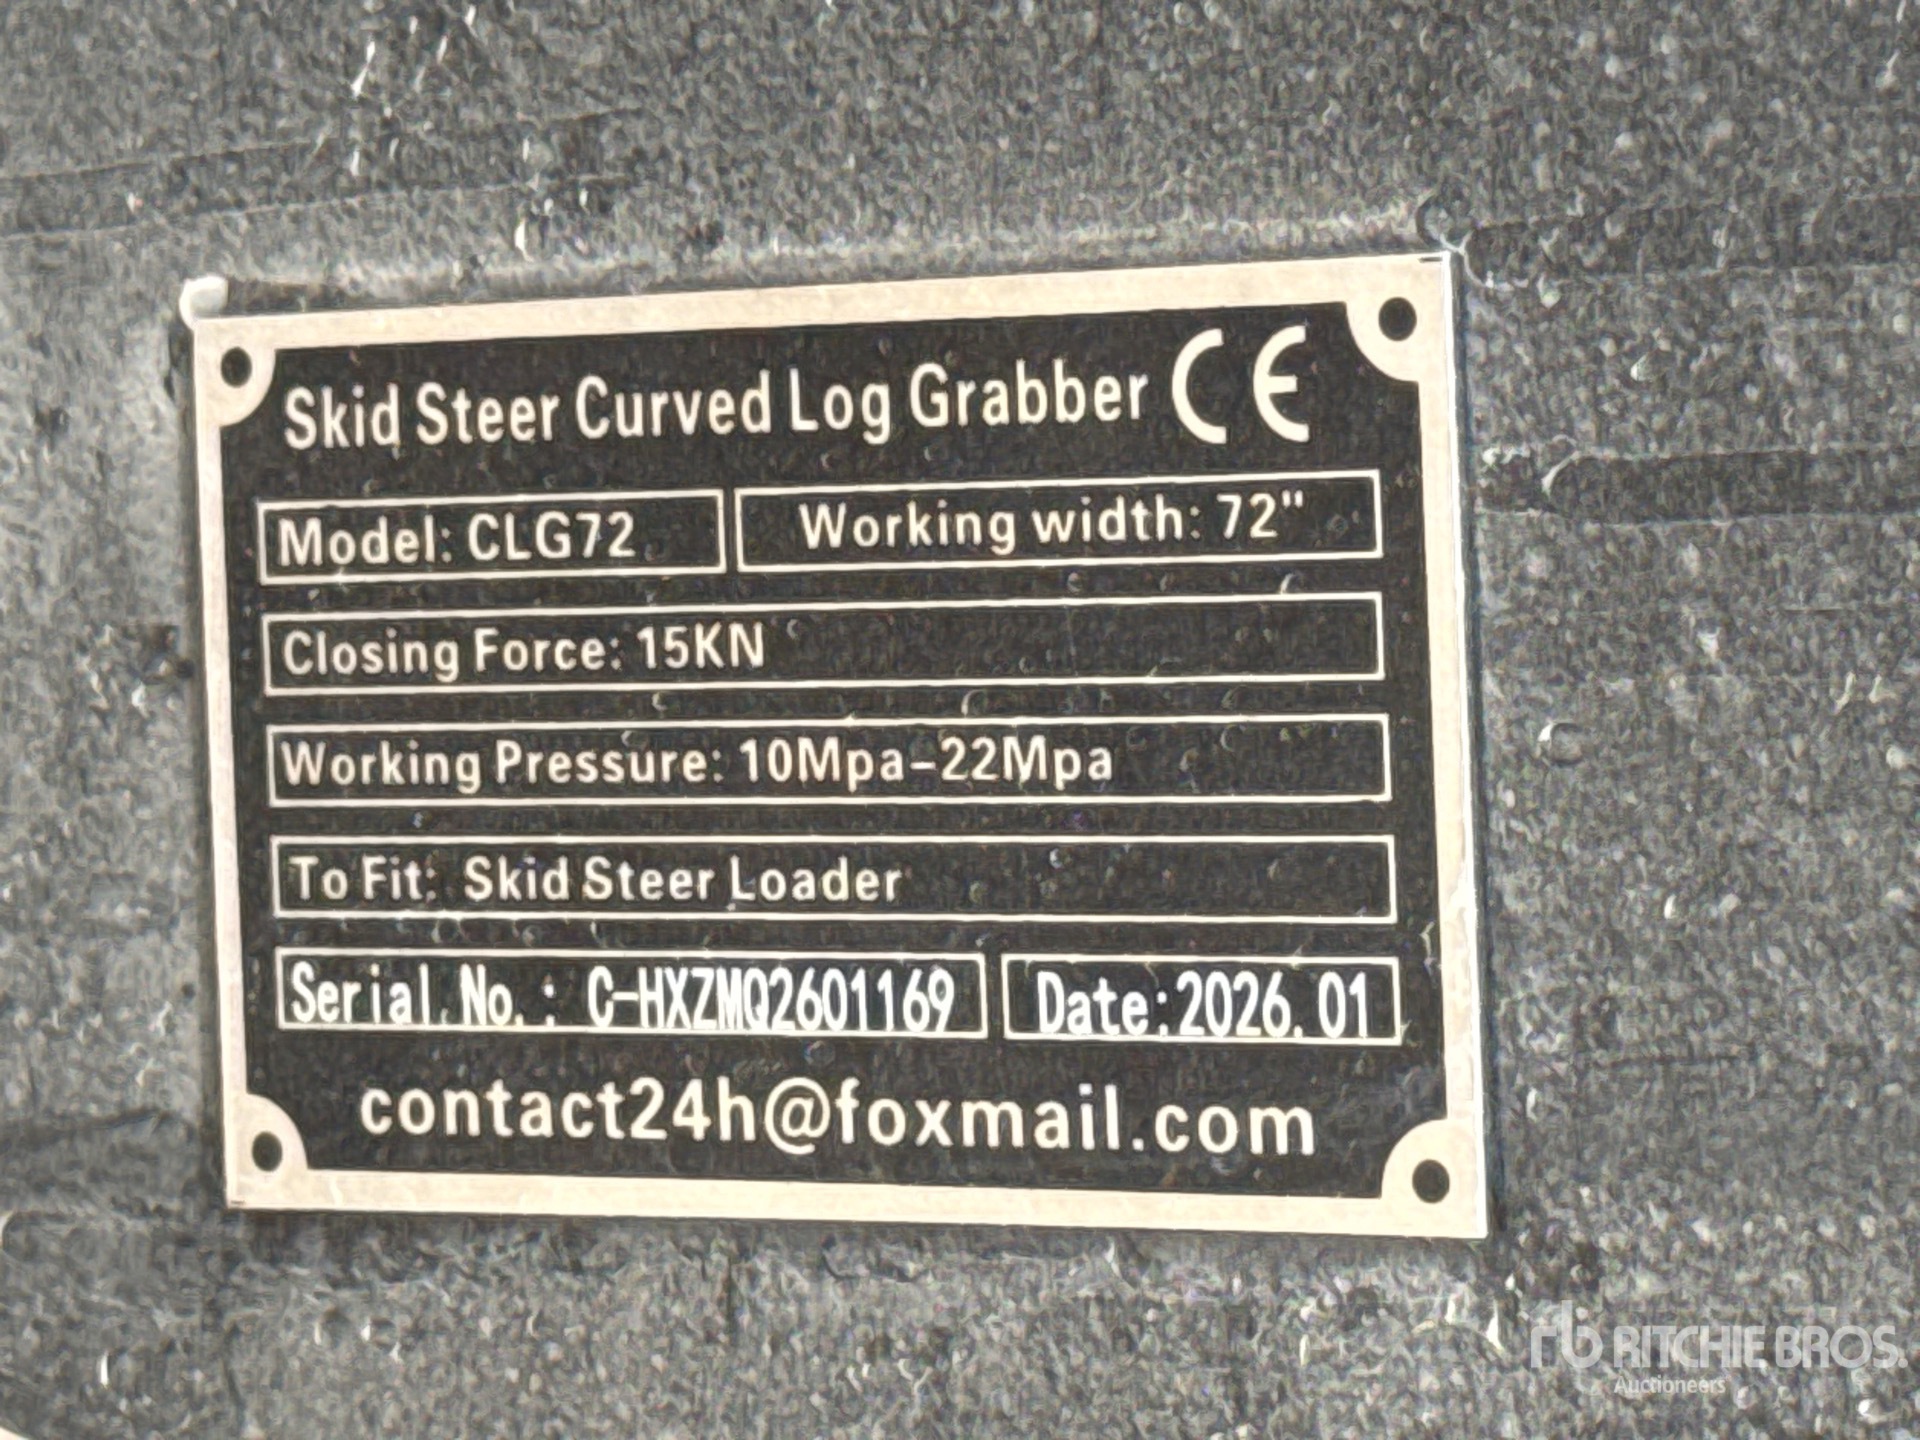 Skid Steer Curved Log Grabber CE
Model: CLG72 Working width: 72"
Closing Force: 15KN
Working Pressure: 10Mpa-22Mpa
To Fit: Skid Steer Loader
Serial No.: C-HXZMQ2601169 Date:2026.01
contact24h@foxmail.com
rb RITCHIE BROS.
Auctioneers